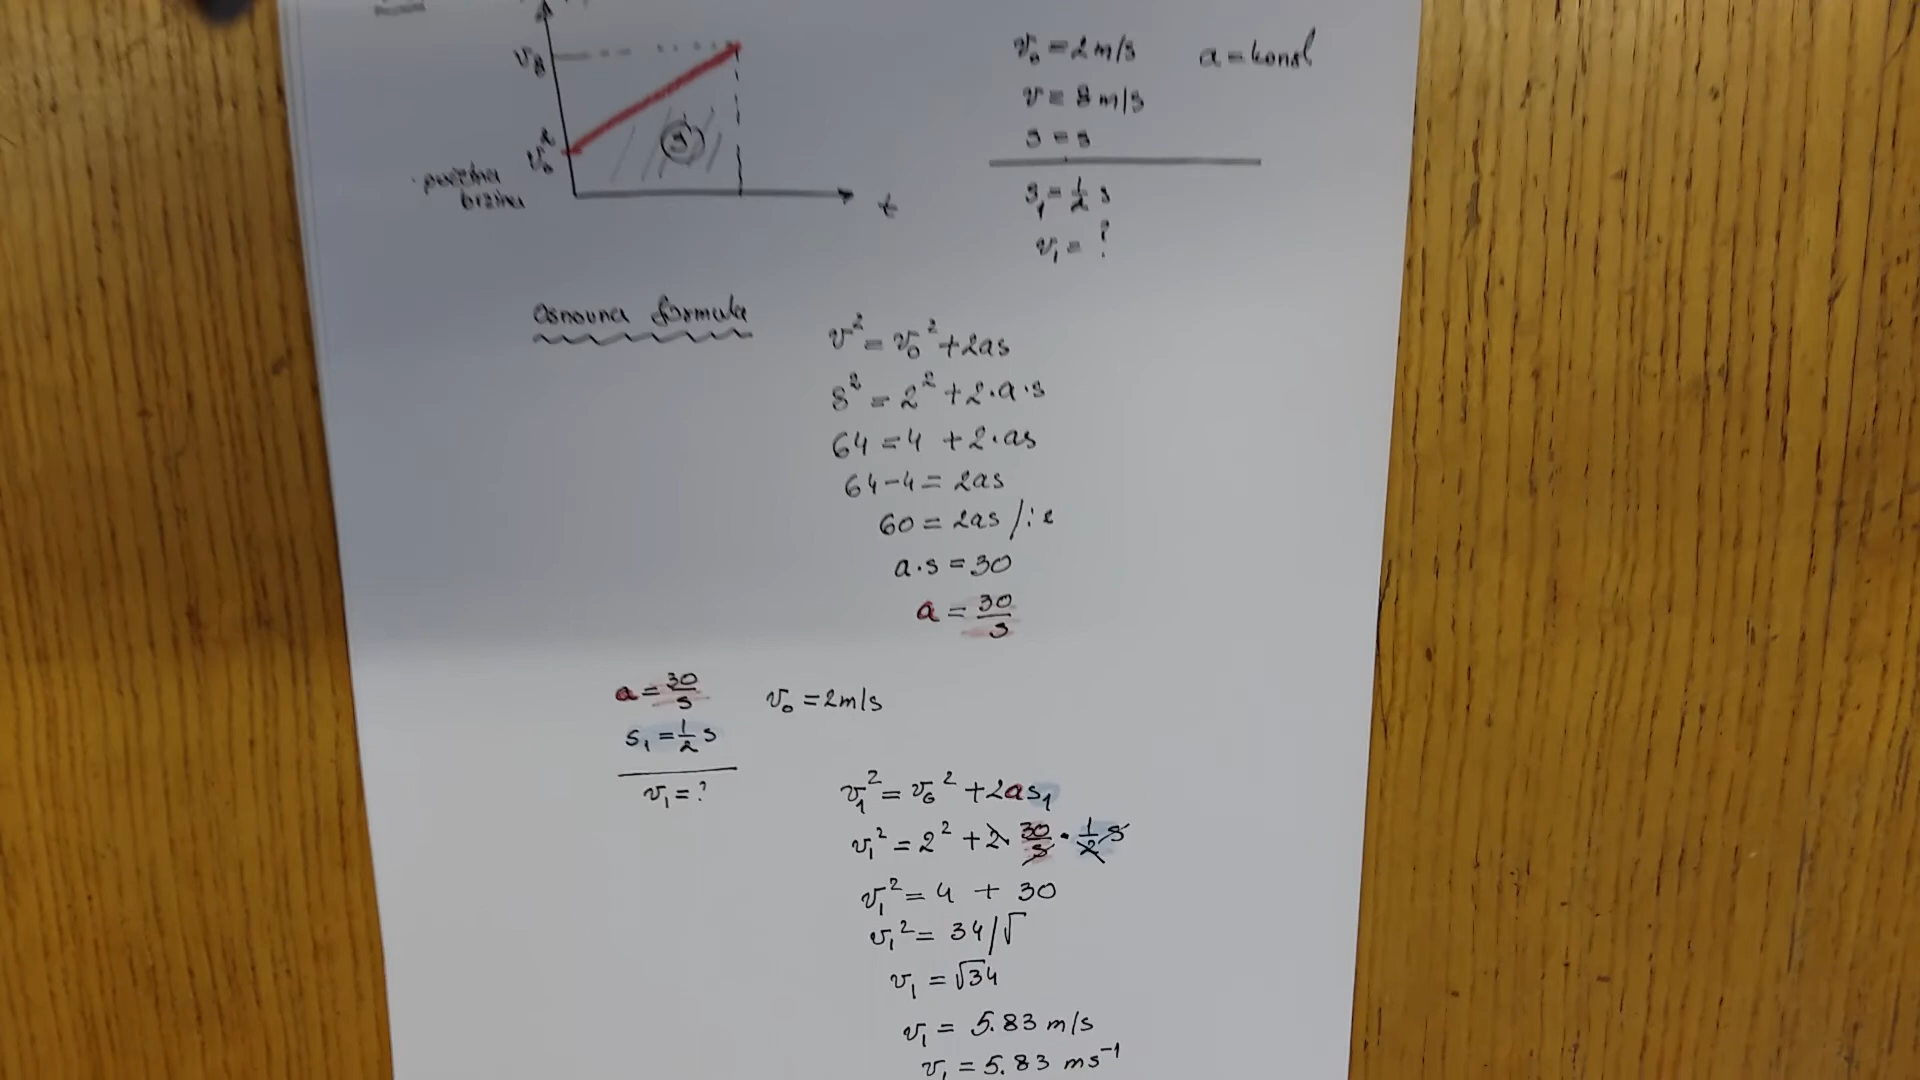 v₀ = 2 m/s a = konst
v = 8 m/s
s = s
s₁ = 1/2 s
v₁ = ?
v 8
v₀ 2
s
početna
brzina
t
Osnovna formula
v² = v₀² + 2as
8² = 2² + 2·a·s
64 = 4 + 2·as
64-4 = 2as
60 = 2as /:2
a·s = 30
a = 30/s
a = 30/s v₀ = 2m/s
s₁ = 1/2 s
v₁ = ?
v₁² = v₀² + 2as₁
v₁² = 2² + 2· 30/s · 1/2 s
v₁² = 4 + 30
v₁² = 34 /√
v₁ = √34
v₁ = 5.83 m/s
v₁ = 5.83 ms⁻¹